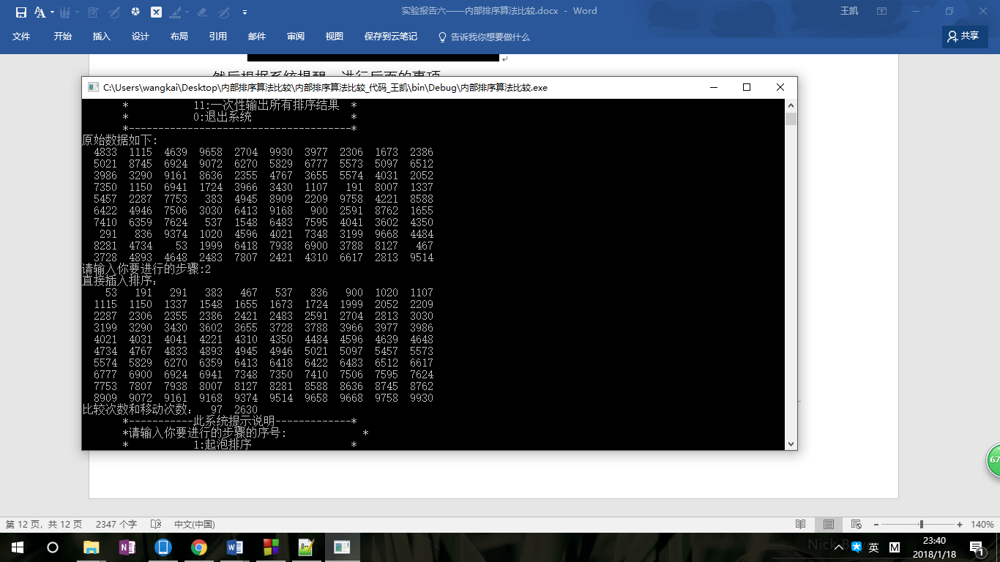 实验报告六——内部排序算法比较.docx - Word
王凯
文件 开始 插入 设计 布局 引用 邮件 审阅 视图 保存到云笔记 告诉我你想要做什么
共享
然后根据系统提醒，进行后面的事项
C:\Users\wangkai\Desktop\内部排序算法比较\内部排序算法比较_代码_王凯\bin\Debug\内部排序算法比较.exe
* 11:一次性输出所有排序结果 *
* 0:退出系统 *
*--------------------------------------*
原始数据如下:
4833 1115 4639 9658 2704 9930 3977 2306 1673 2386
5021 8745 6924 9072 6270 5829 6777 5573 5097 6512
3986 3290 9161 8636 2355 4767 3655 5574 4031 2052
7350 1150 6941 1724 3966 3430 1107 191 8007 1337
5457 2287 7753 383 4945 8909 2209 9758 4221 8588
6422 4946 7506 3030 6413 9168 900 2591 8762 1655
7410 6359 7624 537 1548 6483 7595 4041 3602 4350
291 836 9374 1020 4596 4021 7348 3199 9668 4484
8281 4734 53 1999 6418 7938 6900 3788 8127 467
3728 4893 4648 2483 7807 2421 4310 6617 2813 9514
请输入你要进行的步骤:2
直接插入排序:
53 191 291 383 467 537 836 900 1020 1107
1115 1150 1337 1548 1655 1673 1724 1999 2052 2209
2287 2306 2355 2386 2421 2483 2591 2704 2813 3030
3199 3290 3430 3602 3655 3728 3788 3966 3977 3986
4021 4031 4041 4221 4310 4350 4484 4596 4639 4648
4734 4767 4833 4893 4945 4946 5021 5097 5457 5573
5574 5829 6270 6359 6413 6418 6422 6483 6512 6617
6777 6900 6924 6941 7348 7350 7410 7506 7595 7624
7753 7807 7938 8007 8127 8281 8588 8636 8745 8762
8909 9072 9161 9168 9374 9514 9658 9668 9758 9930
比较次数和移动次数: 97 2630
*-----------此系统提示说明-------------*
*请输入你要进行的步骤的序号: *
* 1:起泡排序 *
67
第 12 页，共 12 页 2347 个字 中文(中国)
140%
英 M
23:40
2018/1/18
1